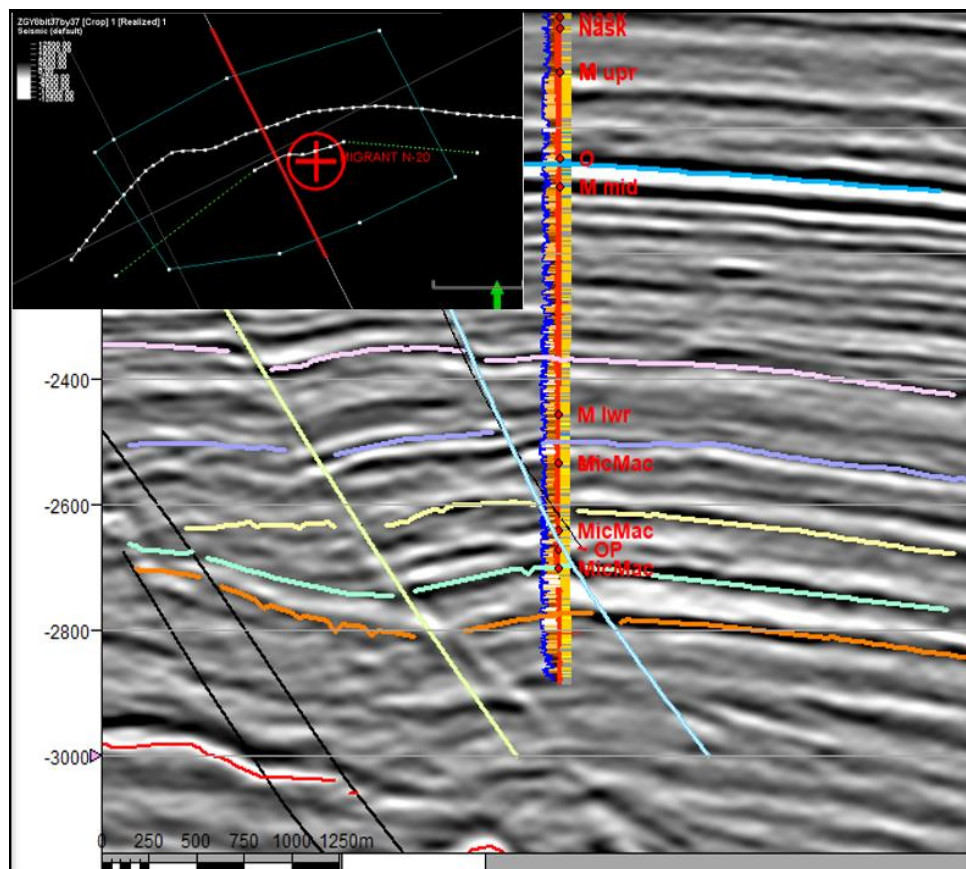 ZGY8bit37by37 [Crop] 1 [Realized] 1
Seismic (default)
MIGRANT N-20
Nask
M upr
O
M mid
-2400
M lwr
MicMac
-2600
MicMac
~ OP
MicMac
-2800
-3000
0 250 500 750 1000 1250m